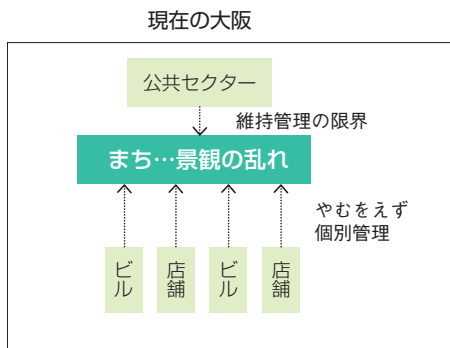 現在の大阪
公共セクター
維持管理の限界
まち…景観の乱れ
やむをえず
個別管理
ビル
店舗
ビル
店舗